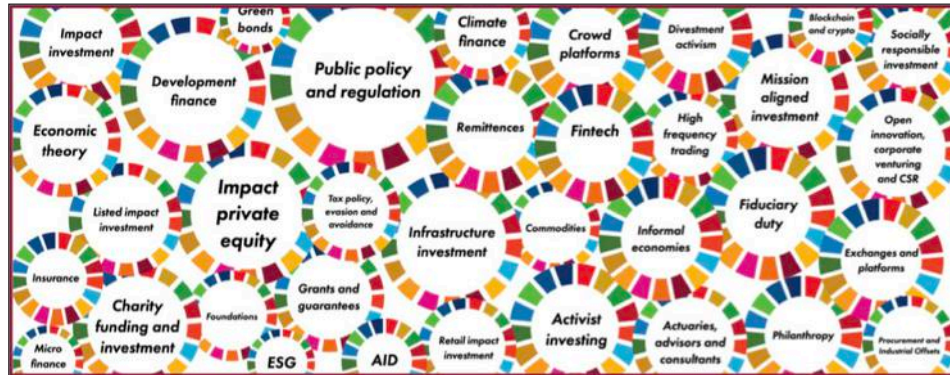 Impact
investment
Development
finance
Green
bonds
Public policy
and regulation
Climate
finance
Crowd
platforms
Divestment
activism
Blockchain
and crypto
Socially
responsible
investment
Economic
theory
Remittences
Fintech
High
frequency
trading
Mission
aligned
investment
Open
innovation,
corporate
venturing
and CSR
Listed impact
investment
Impact
private
equity
Tax policy,
evasion and
avoidance
Infrastructure
investment
Commodities
Informal
economies
Fiduciary
duty
Exchanges and
platforms
Insurance
Charity
funding and
investment
Foundations
Grants and
guarantees
Activist
investing
Actuaries,
advisors and
consultants
Philanthropy
Procurement and
Industrial Offsets
Micro
finance
ESG
AID
Retail impact
investment